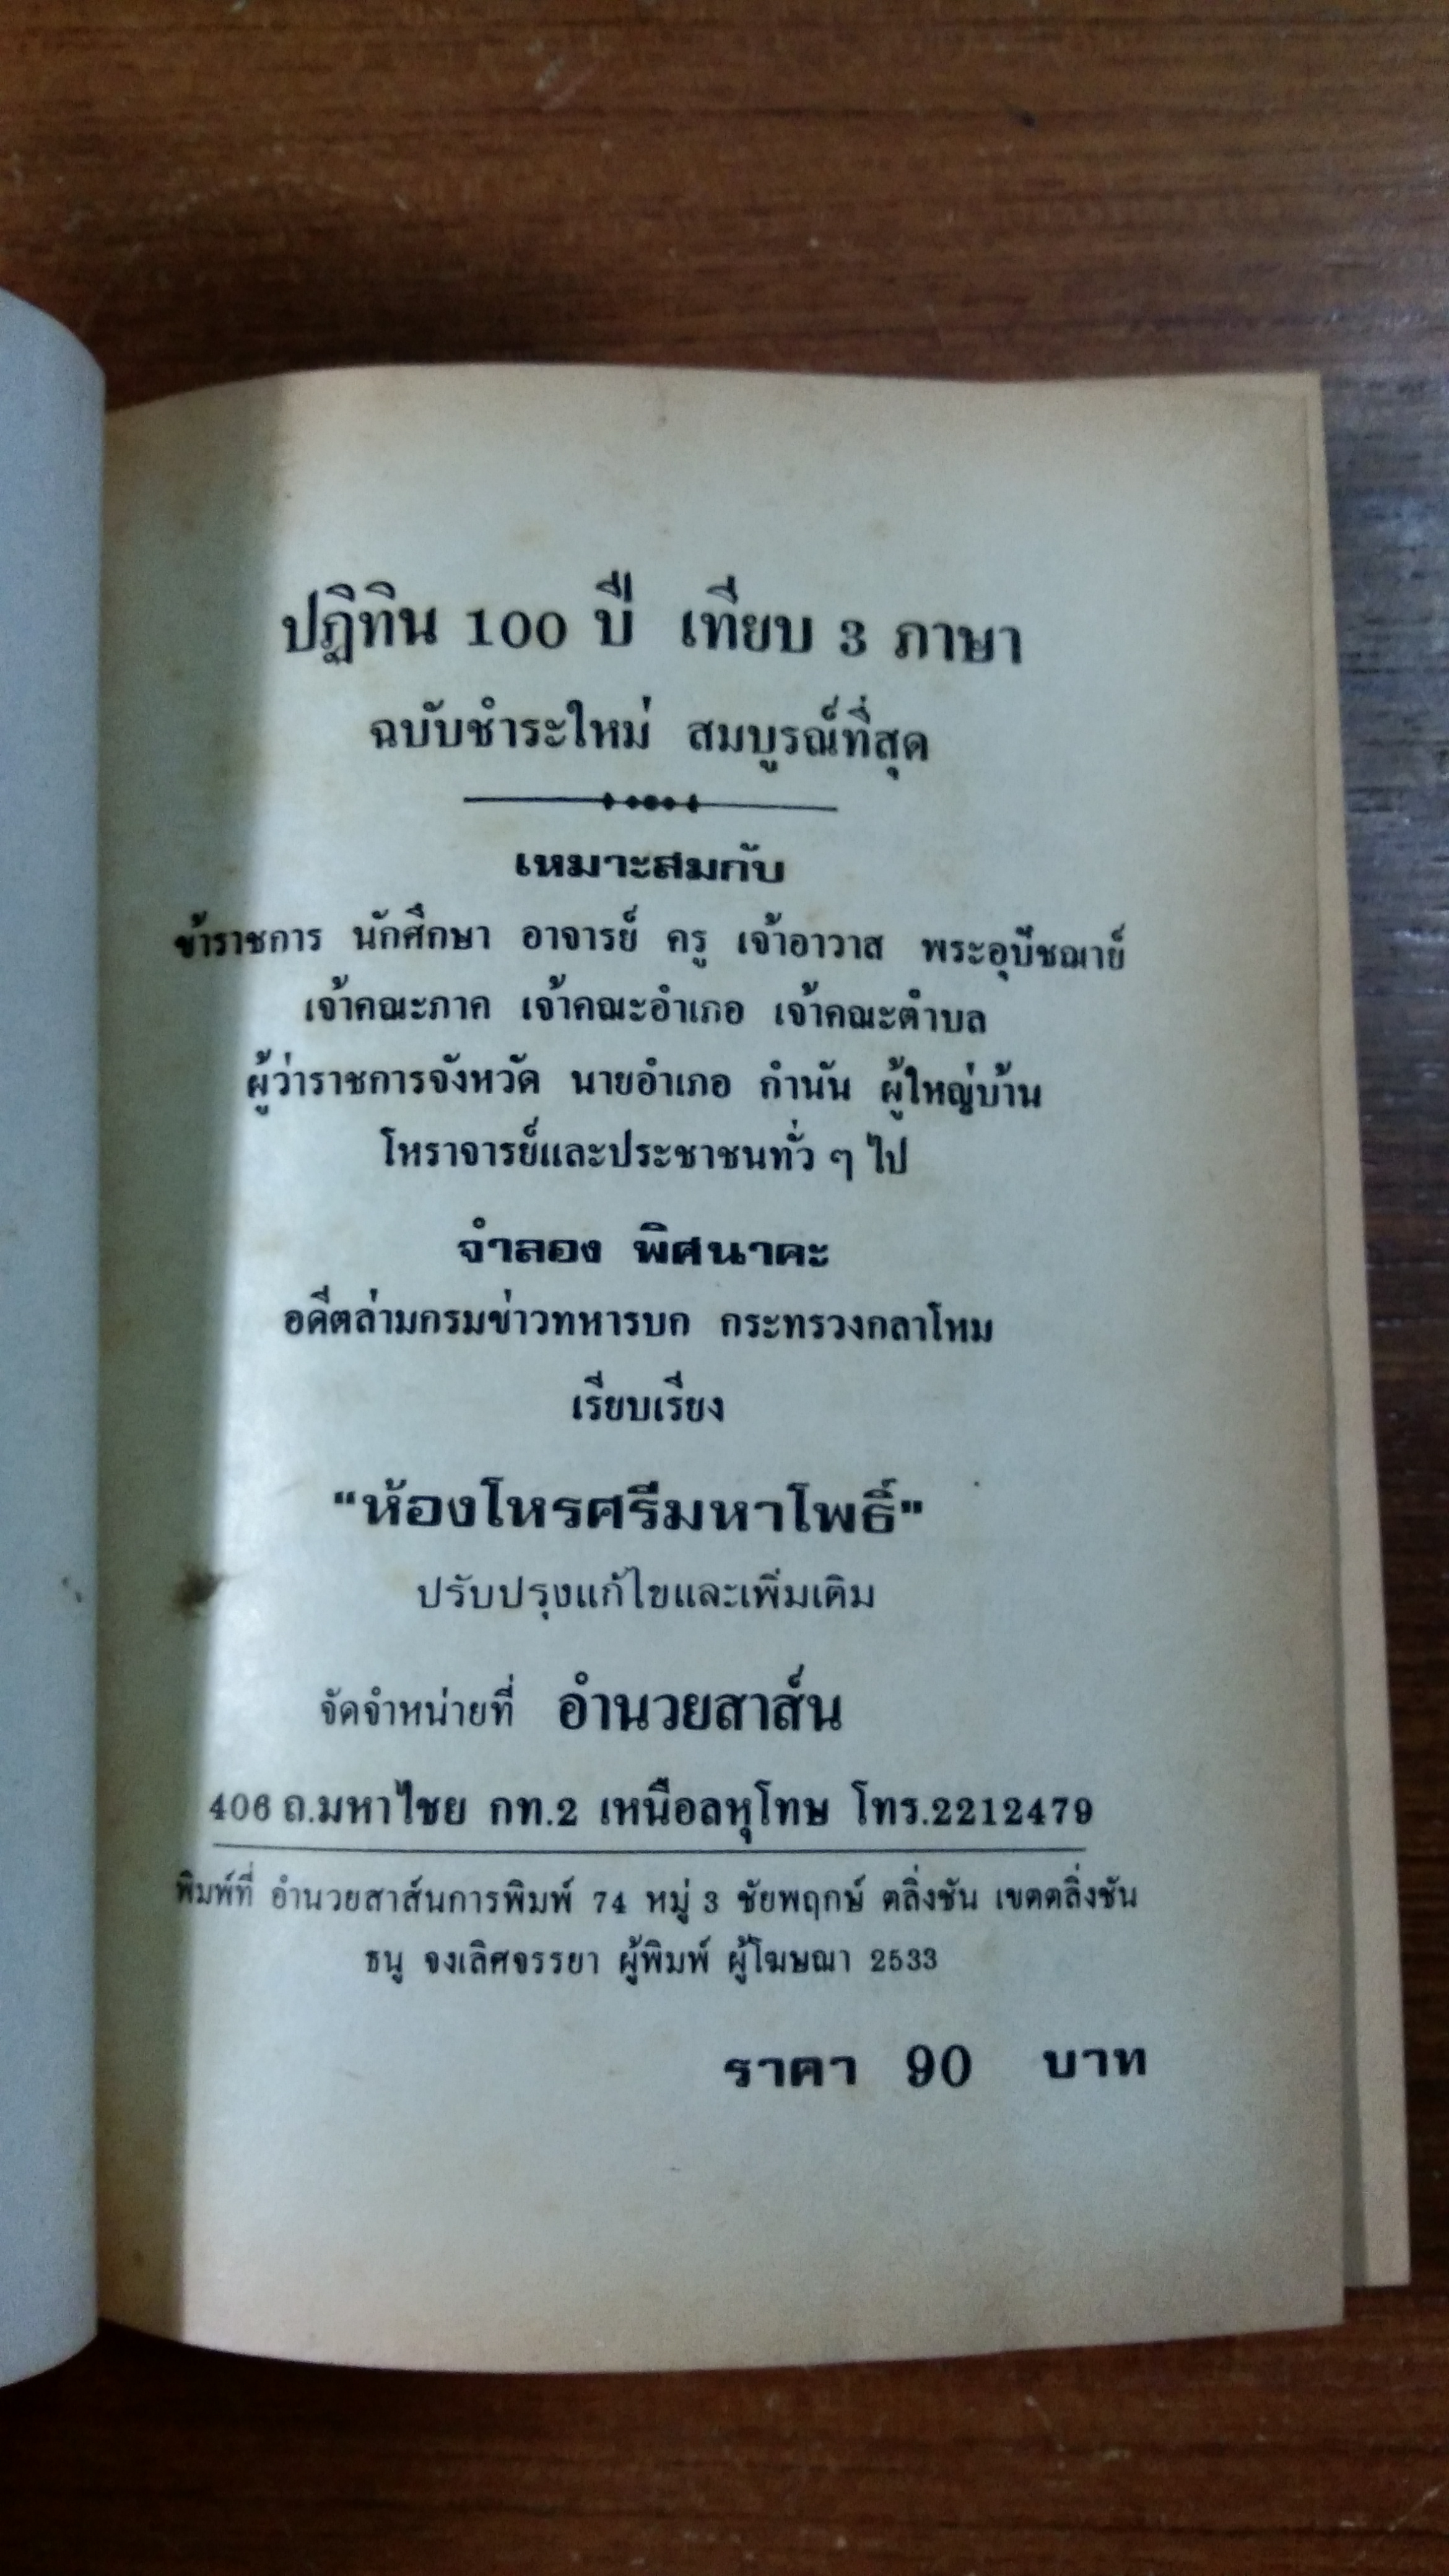 ปฏิทิน 100 ปี เทียบ 3 ภาษา
ฉบับชำระใหม่ สมบูรณ์ที่สุด
เหมาะสมกับ
ข้าราชการ นักศึกษา อาจารย์ ครู เจ้าอาวาส พระอุปัชฌาย์
เจ้าคณะภาค เจ้าคณะอำเภอ เจ้าคณะตำบล
ผู้ว่าราชการจังหวัด นายอำเภอ กำนัน ผู้ใหญ่บ้าน
โหราจารย์และประชาชนทั่ว ๆ ไป
จำลอง พิศนาคะ
อดีตล่ามกรมข่าวทหารบก กระทรวงกลาโหม
เรียบเรียง
"ห้องโหรศรีมหาโพธิ์"
ปรับปรุงแก้ไขและเพิ่มเติม
จัดจำหน่ายที่ อำนวยสาส์น
406 ถ.มหาไชย กท.2 เหนือลหุโทษ โทร.2212479
พิมพ์ที่ อำนวยสาส์นการพิมพ์ 74 หมู่ 3 ชัยพฤกษ์ ตลิ่งชัน เขตตลิ่งชัน
ธนู จงเลิศจรรยา ผู้พิมพ์ ผู้โฆษณา 2533
ราคา 90 บาท